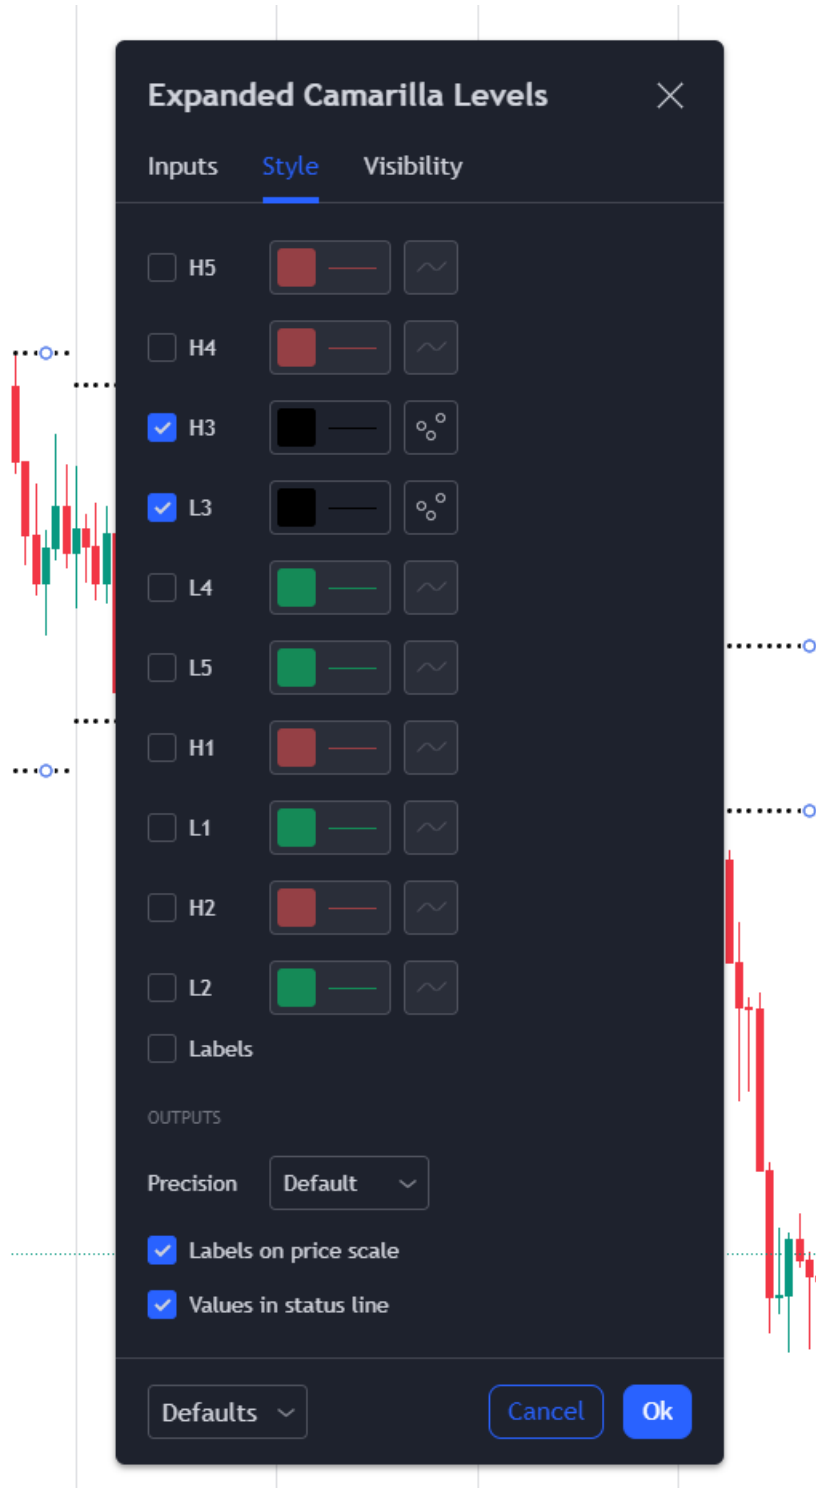 Expanded Camarilla Levels
Inputs Style Visibility
H5
H4
H3
L3
L4
L5
H1
L1
H2
L2
Labels
OUTPUTS
Precision Default
Labels on price scale
Values in status line
Defaults Cancel Ok